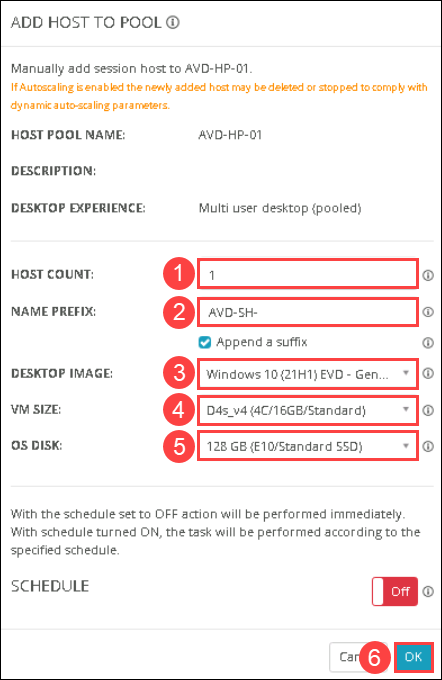 ADD HOST TO POOL
Manually add session host to AVD-HP-01.
If Autoscaling is enabled the newly added host may be deleted or stopped to comply with
dynamic auto-scaling parameters.
HOST POOL NAME: AVD-HP-01
DESCRIPTION:
DESKTOP EXPERIENCE: Multi user desktop (pooled)
HOST COUNT: 1 1
NAME PREFIX: 2 AVD-SH-
Append a suffix
DESKTOP IMAGE: 3 Windows 10 (21H1) EVD - Gen...
VM SIZE: 4 D4s_v4 (4C/16GB/Standard)
OS DISK: 5 128 GB (E10/Standard SSD)
With the schedule set to OFF action will be performed immediately.
With schedule turned ON, the task will be performed according to the
specified schedule.
SCHEDULE Off
6 OK